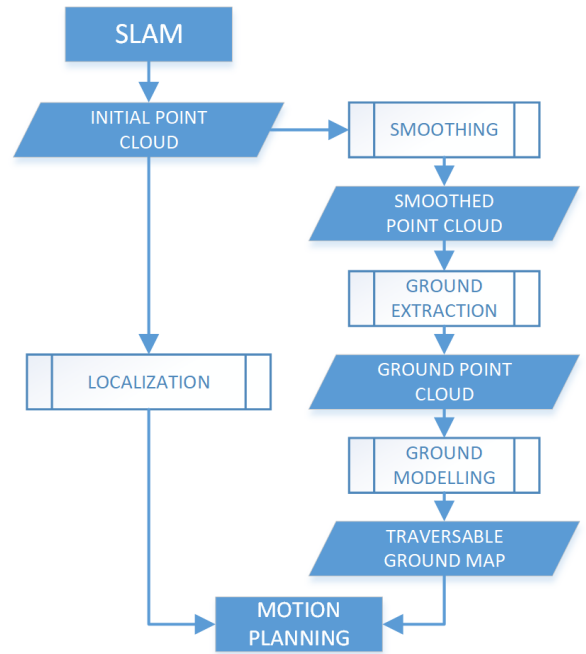 SLAM
INITIAL POINT
CLOUD
SMOOTHING
SMOOTHED
POINT CLOUD
GROUND
EXTRACTION
LOCALIZATION
GROUND POINT
CLOUD
GROUND
MODELLING
TRAVERSABLE
GROUND MAP
MOTION
PLANNING